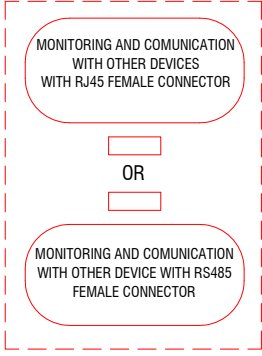 MONITORING AND COMUNICATION
WITH OTHER DEVICES
WITH RJ45 FEMALE CONNECTOR
OR
MONITORING AND COMUNICATION
WITH OTHER DEVICE WITH RS485
FEMALE CONNECTOR